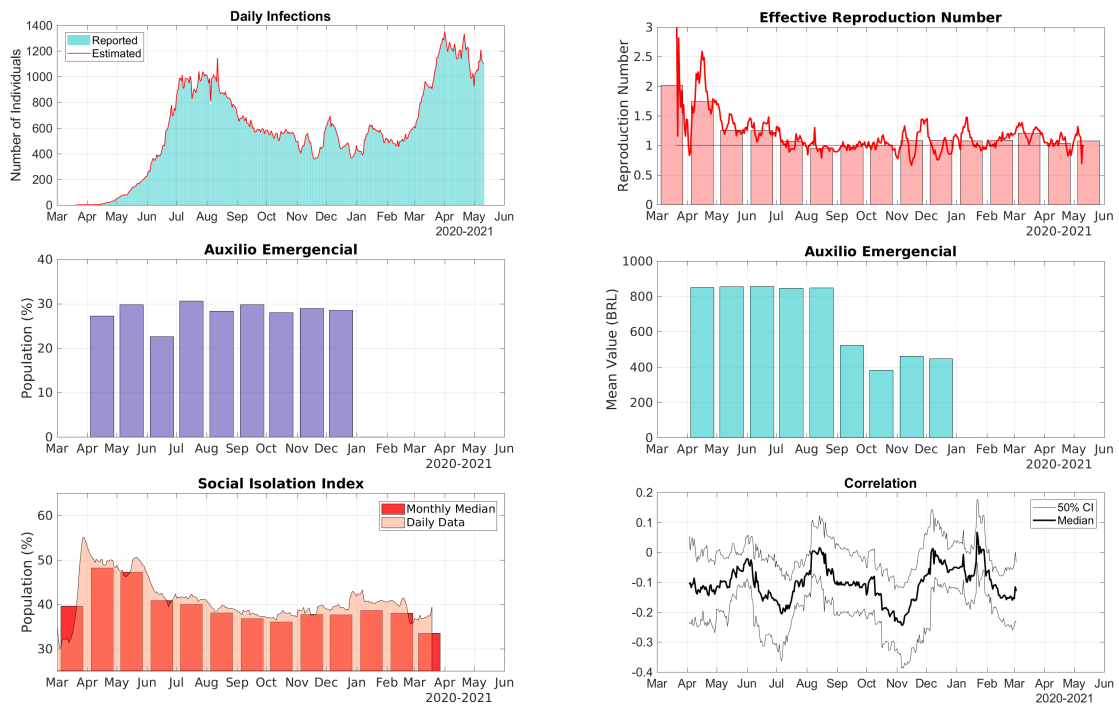 Daily Infections
Number of Individuals
1400
1200
1000
800
600
400
200
0
Reported
Estimated
Mar Apr May Jun Jul Aug Sep Oct Nov Dec Jan Feb Mar Apr May Jun
2020-2021
Effective Reproduction Number
Reproduction Number
3
2.5
2
1.5
1
0.5
0
Mar Apr May Jun Jul Aug Sep Oct Nov Dec Jan Feb Mar Apr May Jun
2020-2021
Auxilio Emergencial
Population (%)
40
30
20
10
0
Mar Apr May Jun Jul Aug Sep Oct Nov Dec Jan Feb Mar Apr May Jun
2020-2021
Auxilio Emergencial
Mean Value (BRL)
1000
800
600
400
200
0
Mar Apr May Jun Jul Aug Sep Oct Nov Dec Jan Feb Mar Apr May Jun
2020-2021
Social Isolation Index
Population (%)
60
50
40
30
Monthly Median
Daily Data
Mar Apr May Jun Jul Aug Sep Oct Nov Dec Jan Feb Mar Apr May Jun
2020-2021
Correlation
0.2
0.1
0
-0.1
-0.2
-0.3
-0.4
50% CI
Median
Mar Apr May Jun Jul Aug Sep Oct Nov Dec Jan Feb Mar Apr May Jun
2020-2021